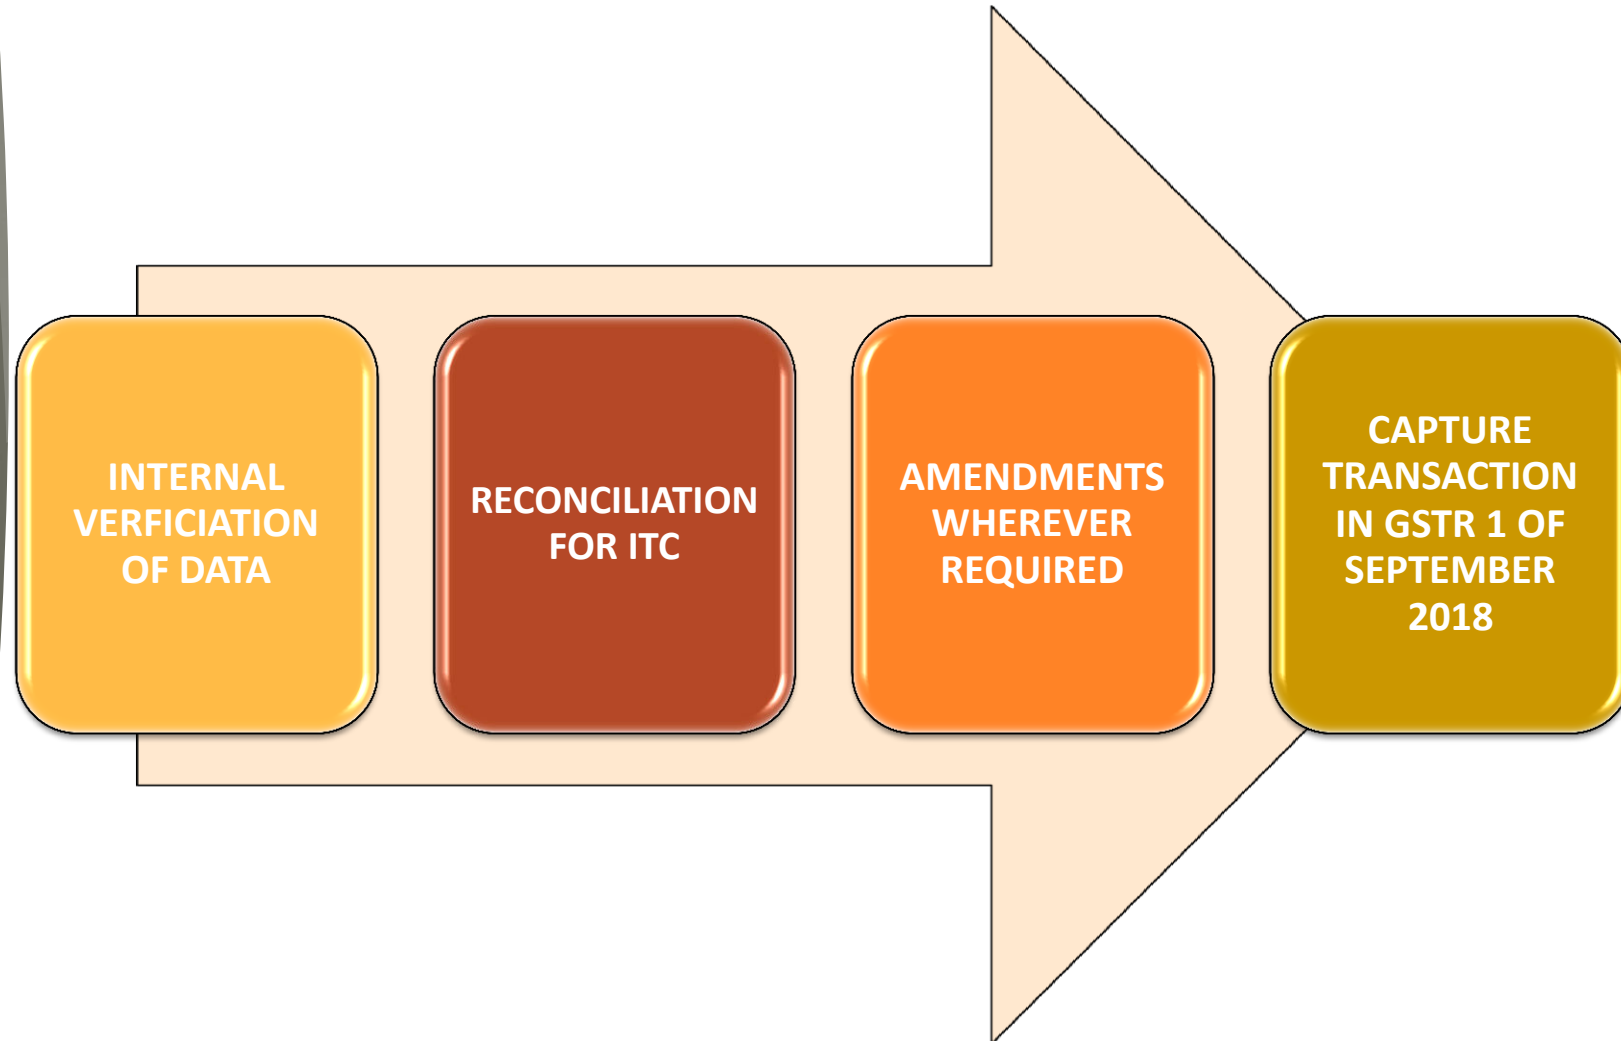 INTERNAL
VERFICIATION
OF DATA
RECONCILIATION
FOR ITC
AMENDMENTS
WHEREVER
REQUIRED
CAPTURE
TRANSACTION
IN GSTR 1 OF
SEPTEMBER
2018